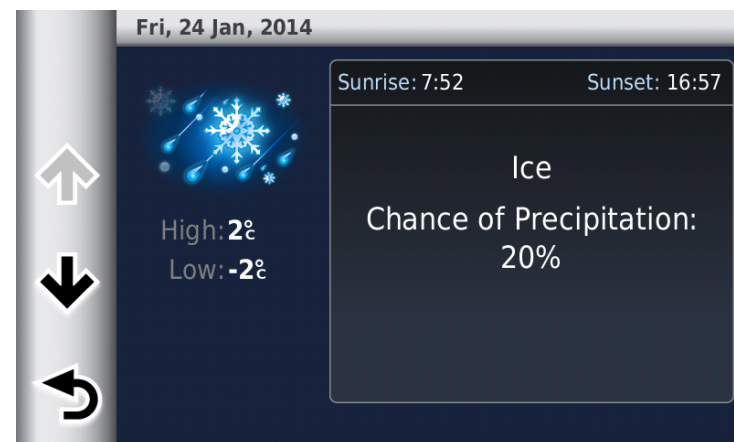 Fri, 24 Jan, 2014
Sunrise: 7:52 Sunset: 16:57
Ice
Chance of Precipitation:
20%
High: 2°C
Low: -2°C